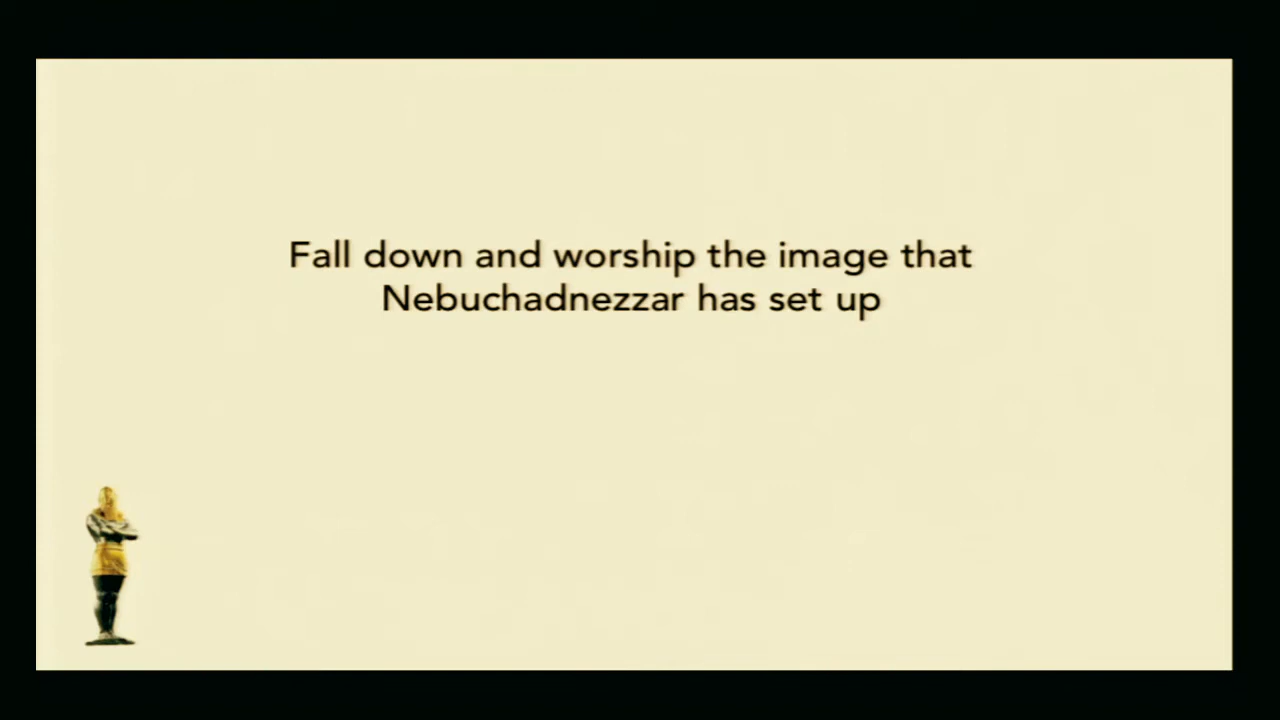 Fall down and worship the image that
Nebuchadnezzar has set up